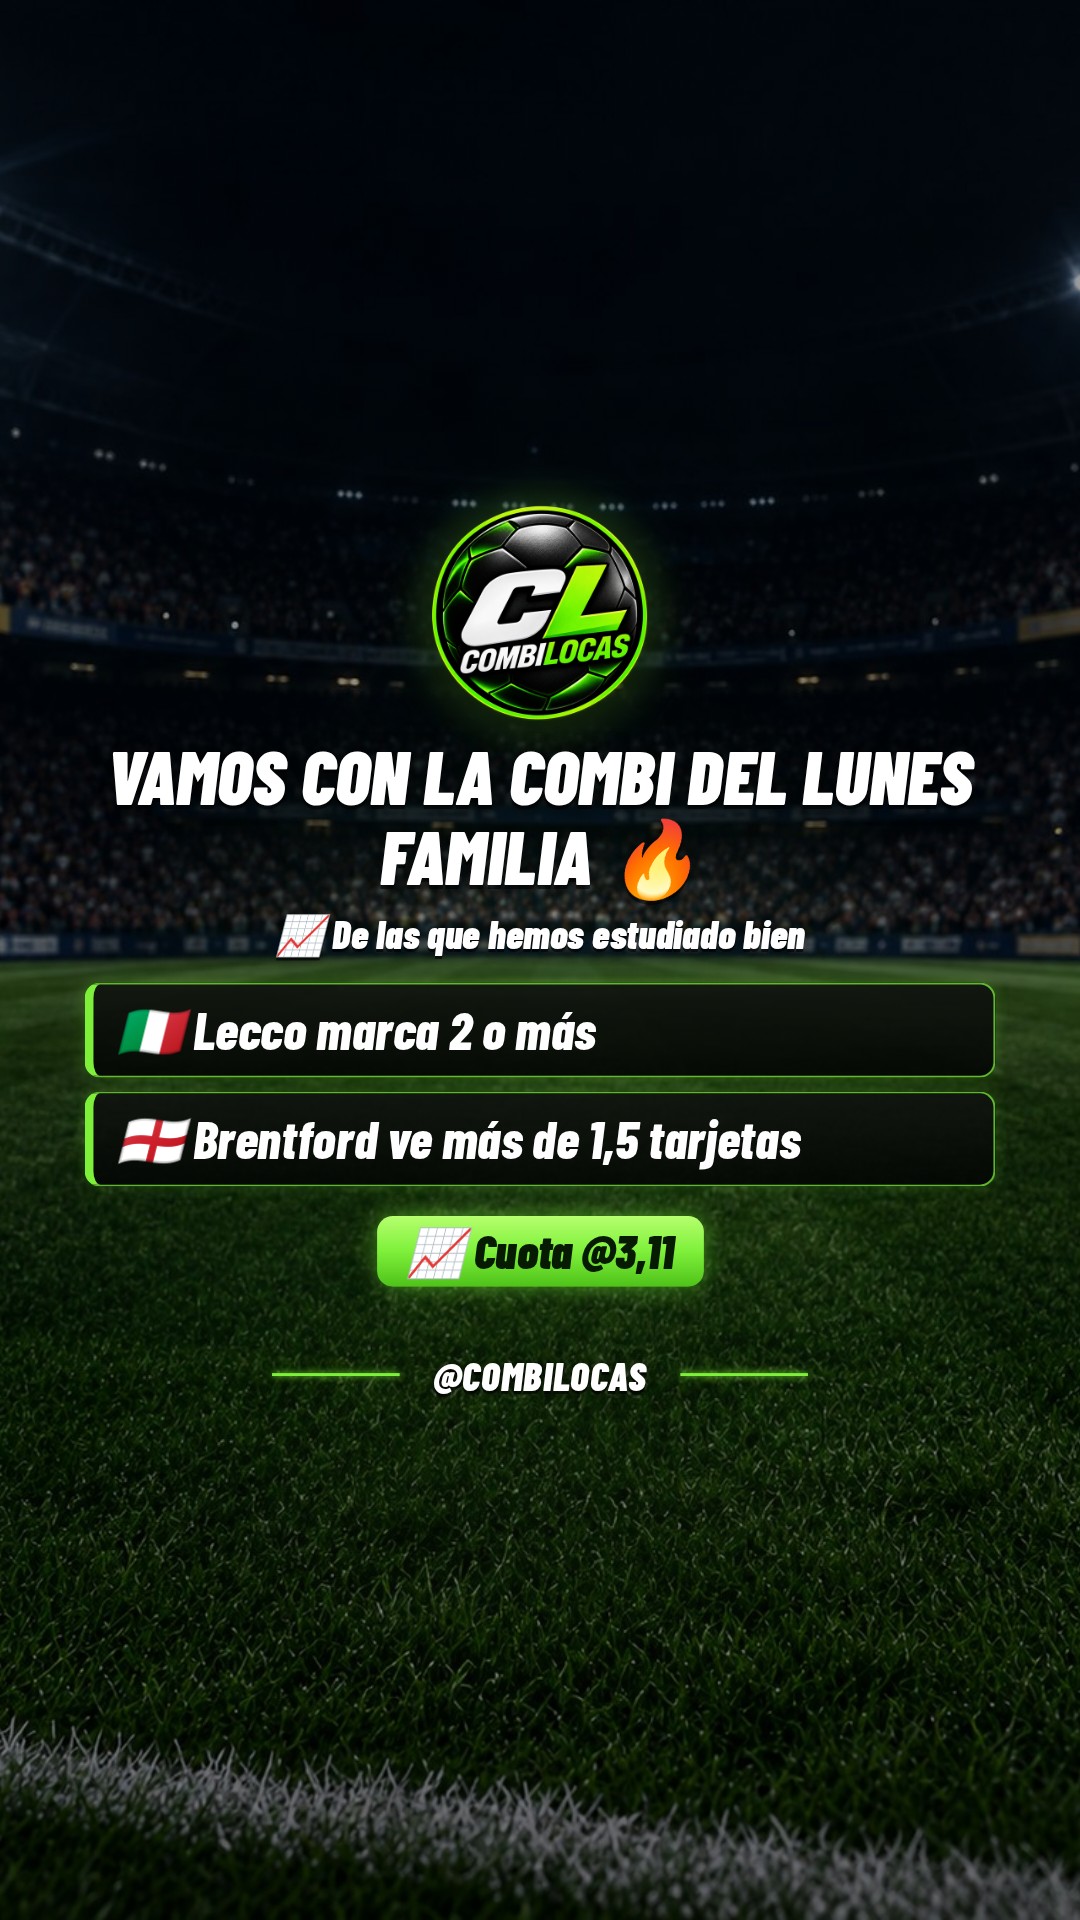 CL
COMBILOCAS
VAMOS CON LA COMBI DEL LUNES
FAMILIA 🔥
📈 De las que hemos estudiado bien
🇮🇹 Lecco marca 2 o más
🏴󠁧󠁢󠁥󠁮󠁧󠁿 Brentford ve más de 1,5 tarjetas
📈 Cuota @3,11
@COMBILOCAS